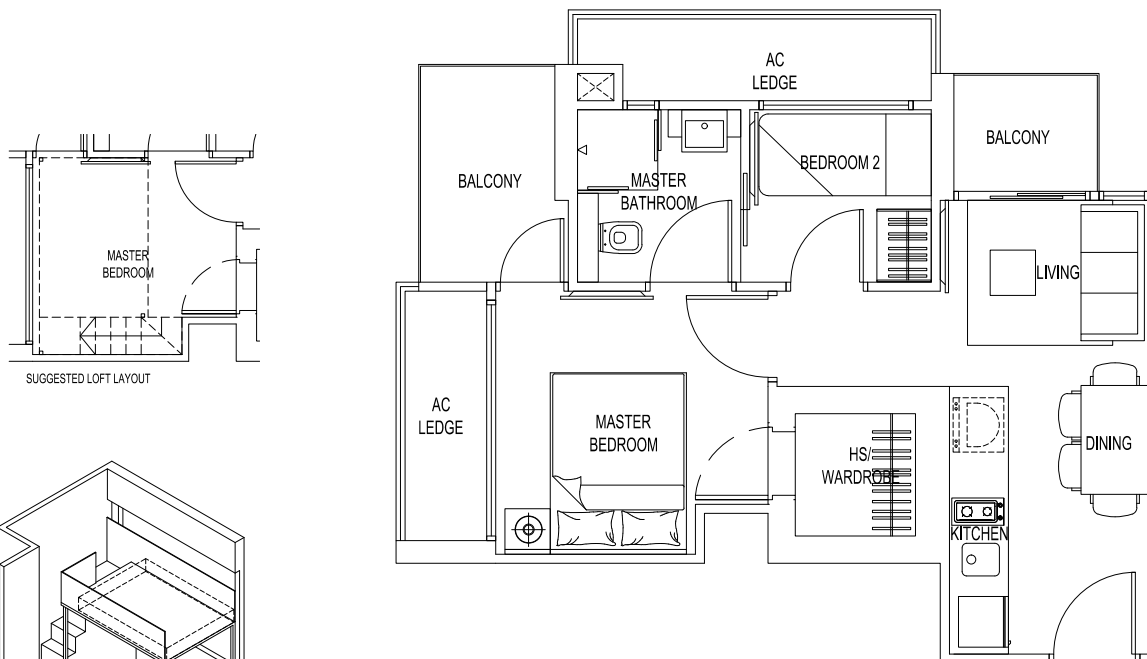 AC
LEDGE
BALCONY
BALCONY
BEDROOM 2
MASTER
BATHROOM
LIVING
MASTER
BEDROOM
SUGGESTED LOFT LAYOUT
AC
LEDGE
MASTER
BEDROOM
HS/
WARDROBE
DINING
KITCHEN